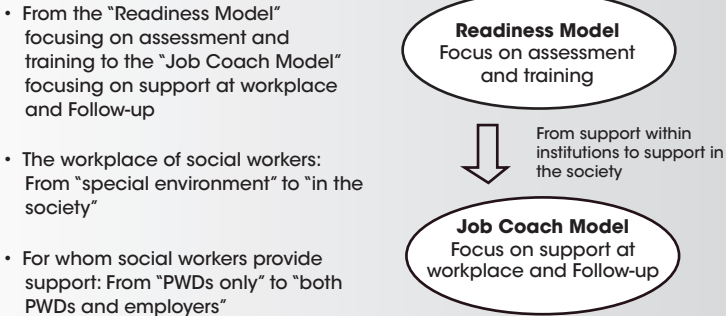 • From the “Readiness Model”
focusing on assessment and
training to the “Job Coach Model”
focusing on support at workplace
and Follow-up
• The workplace of social workers:
From “special environment” to “in the
society”
• For whom social workers provide
support: From “PWDs only” to “both
PWDs and employers”
Readiness Model
Focus on assessment
and training
From support within
institutions to support in
the society
Job Coach Model
Focus on support at
workplace and Follow-up